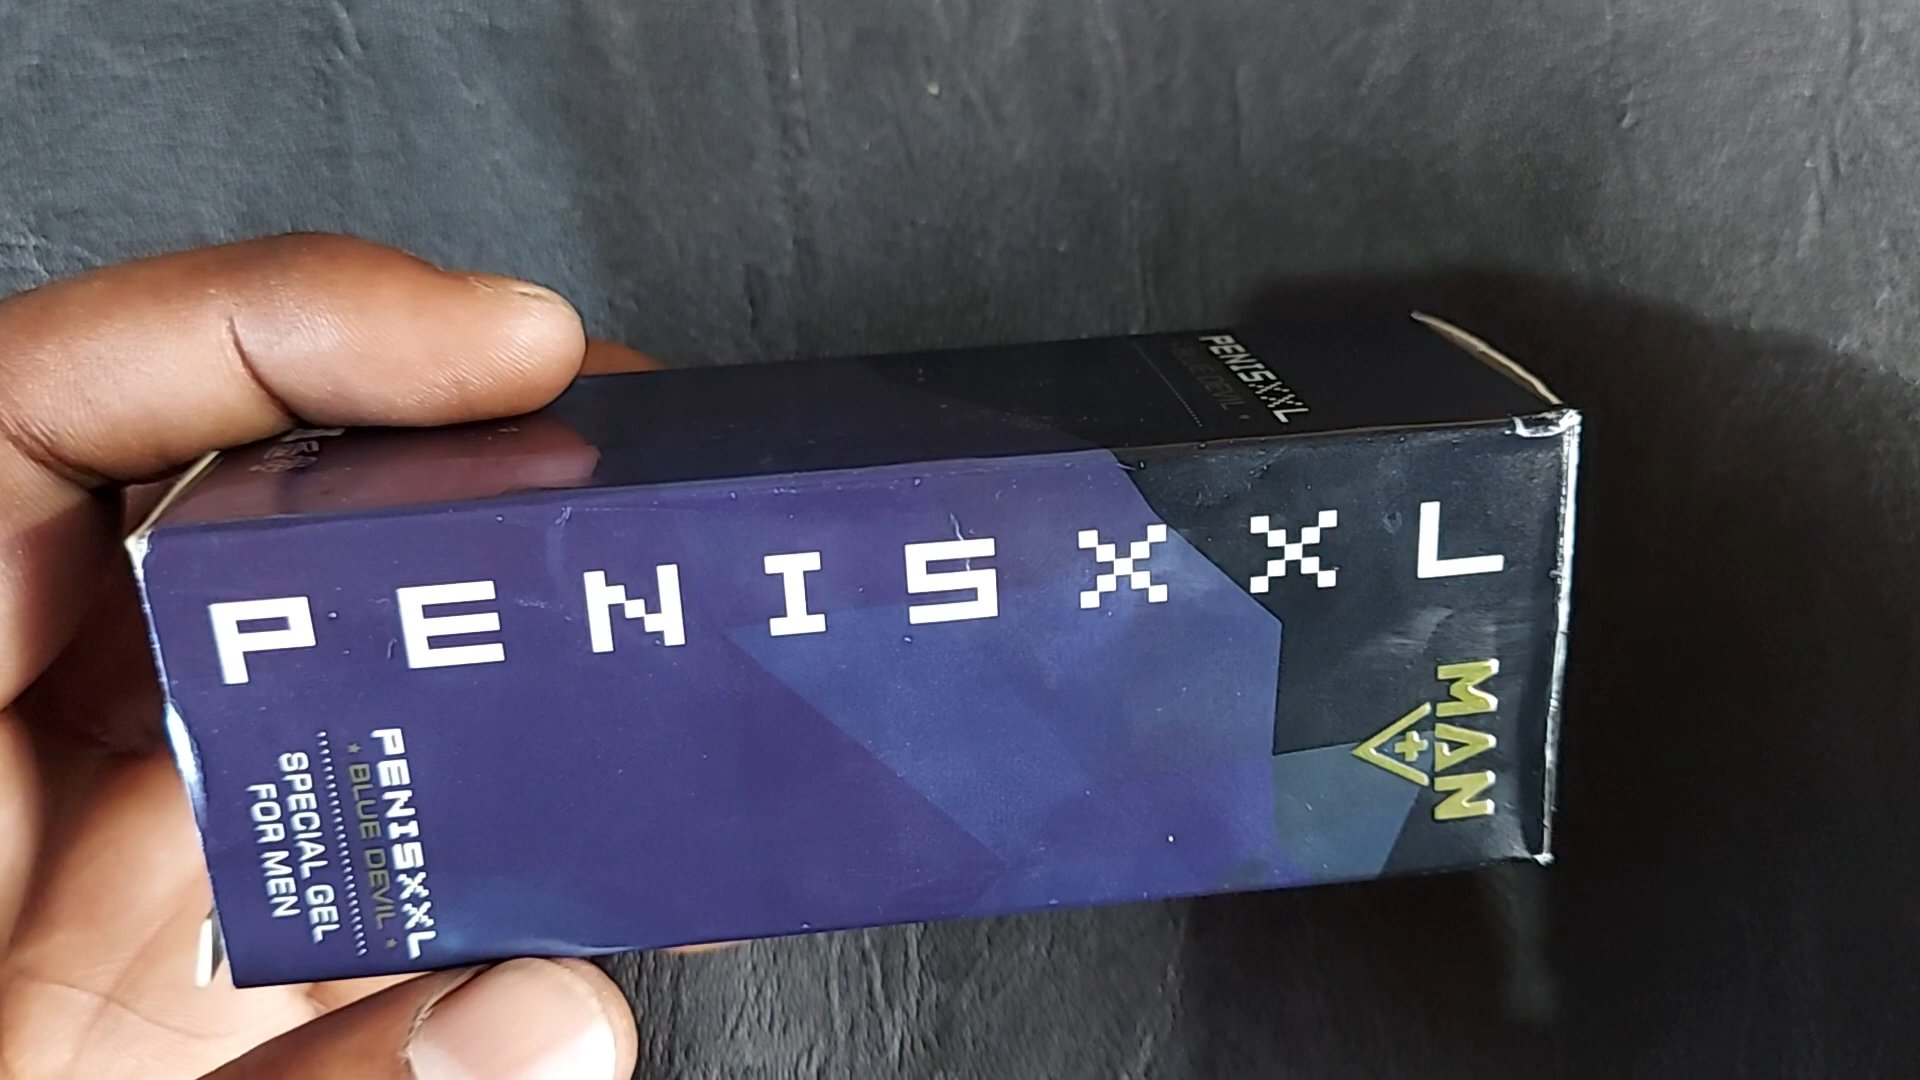 PENISXXL
MAN
PENISXXL
★ BLUE DEVIL ★
SPECIAL GEL
FOR MEN
PENISXXL
BLUE DEVIL ★